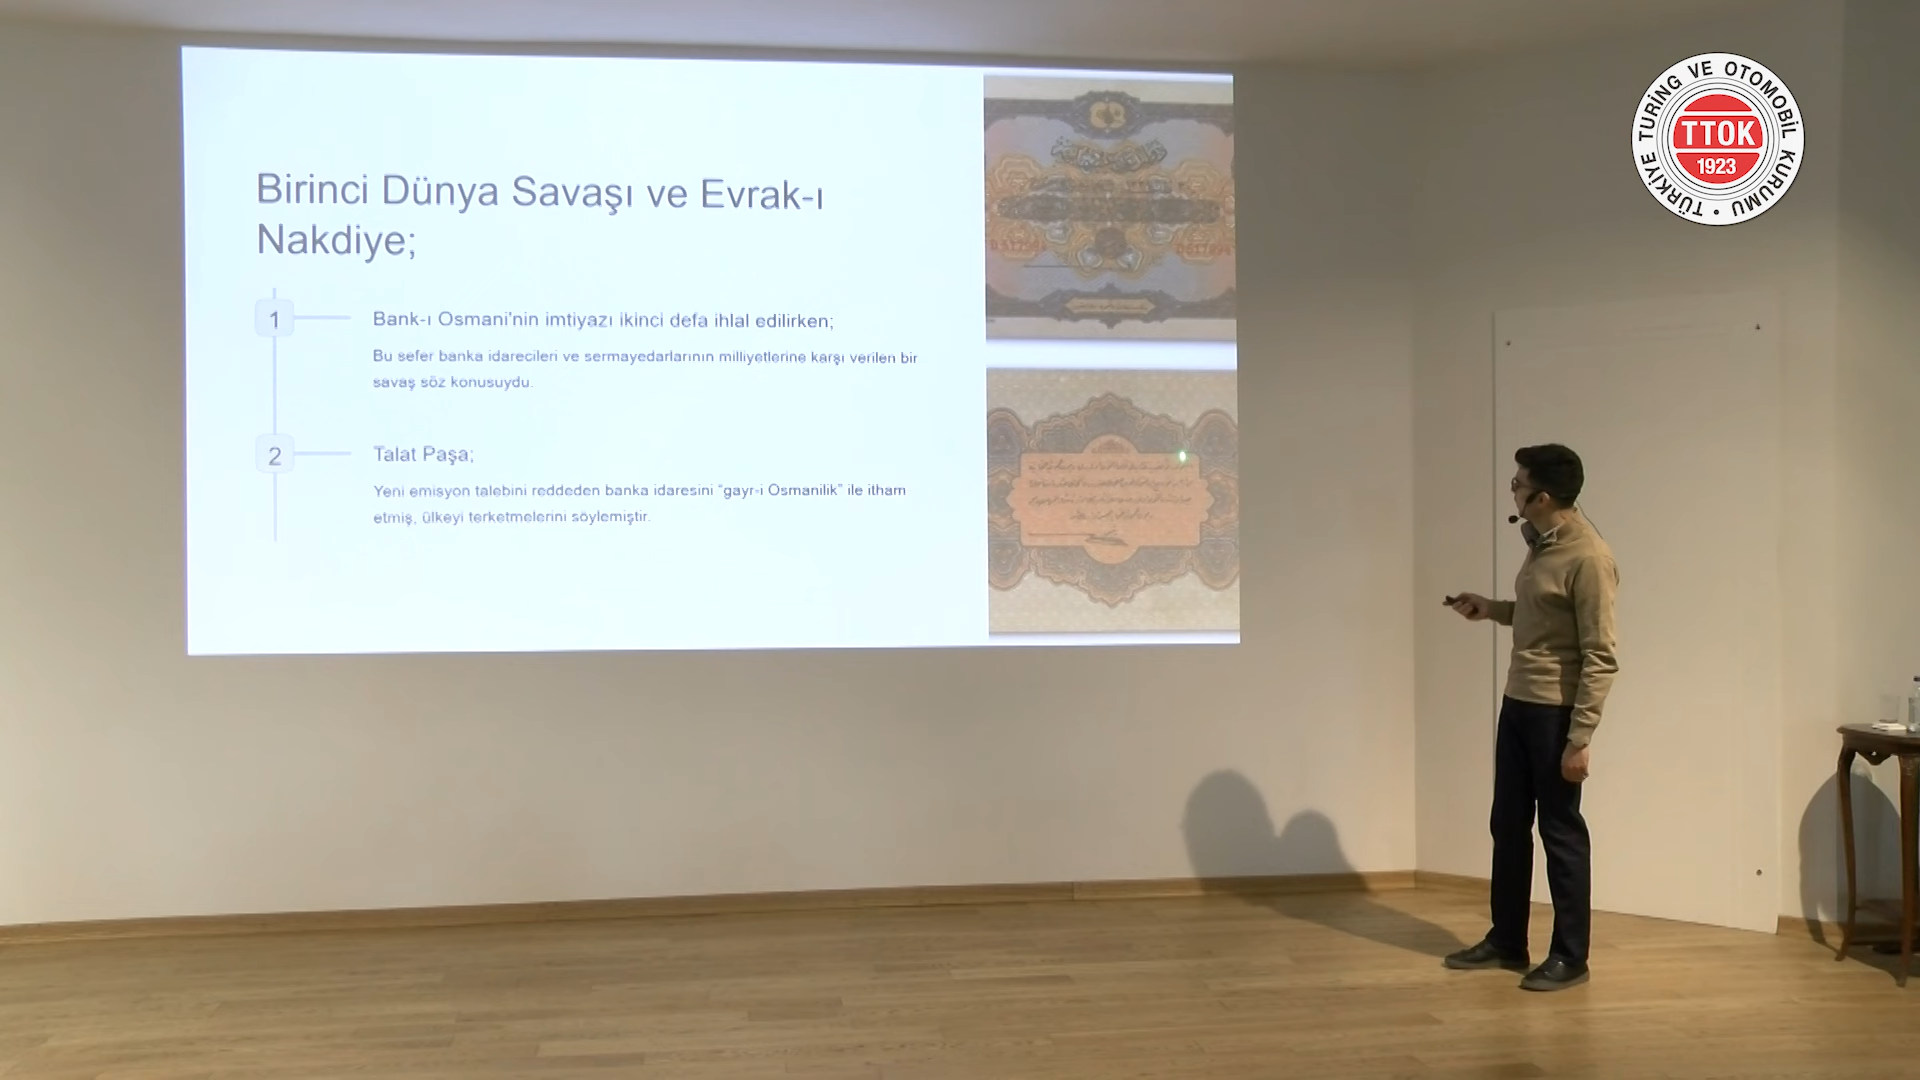 Birinci Dünya Savaşı ve Evrak-ı
Nakdiye;
1
Bank-ı Osmani'nin imtiyazı ikinci defa ihlal edilirken;
Bu sefer banka idarecileri ve sermayedarlarının milliyetlerine karşı verilen bir
savaş söz konusuydu.
2
Talat Paşa;
Yeni emisyon talebini reddeden banka idaresini “gayr-i Osmanilik” ile itham
etmiş, ülkeyi terketmelerini söylemiştir.
TÜRKİYE TURİNG VE OTOMOBİL KURUMU
TTOK
1923